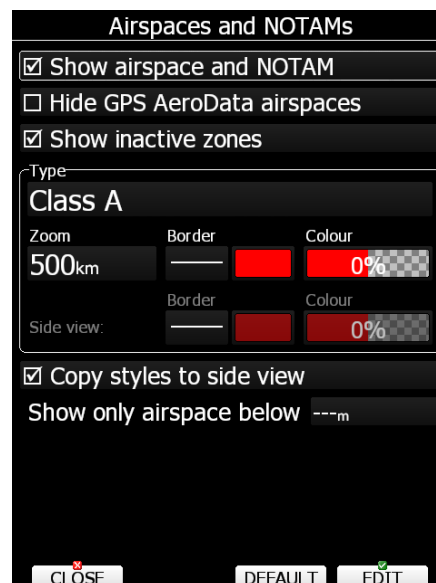 Airspaces and NOTAMs
Show airspace and NOTAM
Hide GPS AeroData airspaces
Show inactive zones
Type
Class A
Zoom Border Colour
500km 0%
Border Colour
Side view: 0%
Copy styles to side view
Show only airspace below ---m
CLOSE DEFAULT EDIT